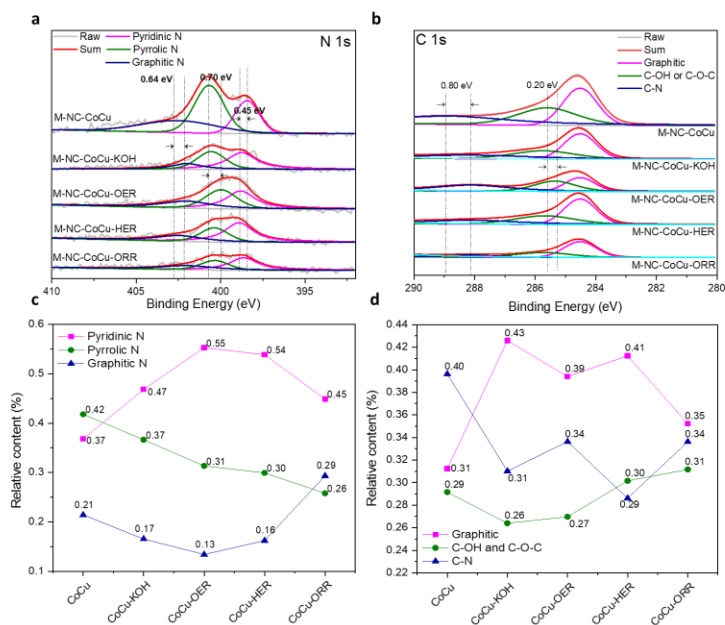 a
N 1s
Raw
Sum
Pyridinic N
Pyrrolic N
Graphitic N
0.64 eV
0.70 eV
0.45 eV
M-NC-CoCu
M-NC-CoCu-KOH
M-NC-CoCu-OER
M-NC-CoCu-HER
M-NC-CoCu-ORR
410 405 400 395
Binding Energy (eV)
b
C 1s
Raw
Sum
Graphitic
C-OH or C-O-C
C-N
0.80 eV
0.20 eV
M-NC-CoCu
M-NC-CoCu-KOH
M-NC-CoCu-OER
M-NC-CoCu-HER
M-NC-CoCu-ORR
290 288 286 284 282 280
Binding Energy (eV)
c
Relative content (%)
0.6
0.5
0.4
0.3
0.2
0.1
Pyridinic N
Pyrrolic N
Graphitic N
0.37 0.47 0.55 0.54 0.45
0.42 0.37 0.31 0.30 0.26
0.21 0.17 0.13 0.16 0.29
CoCu CoCu-KOH CoCu-OER CoCu-HER CoCu-ORR
d
Relative content (%)
0.44
0.42
0.40
0.38
0.36
0.34
0.32
0.30
0.28
0.26
0.24
0.22
0.31 0.43 0.39 0.41 0.35
0.29 0.26 0.27 0.30 0.31
0.40 0.31 0.34 0.29 0.34
Graphitic
C-OH and C-O-C
C-N
CoCu CoCu-KOH CoCu-OER CoCu-HER CoCu-ORR